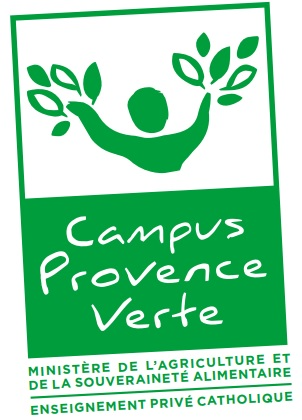 Campus
Provence
Verte
MINISTÈRE DE L'AGRICULTURE ET
DE LA SOUVERAINETÉ ALIMENTAIRE
ENSEIGNEMENT PRIVÉ CATHOLIQUE